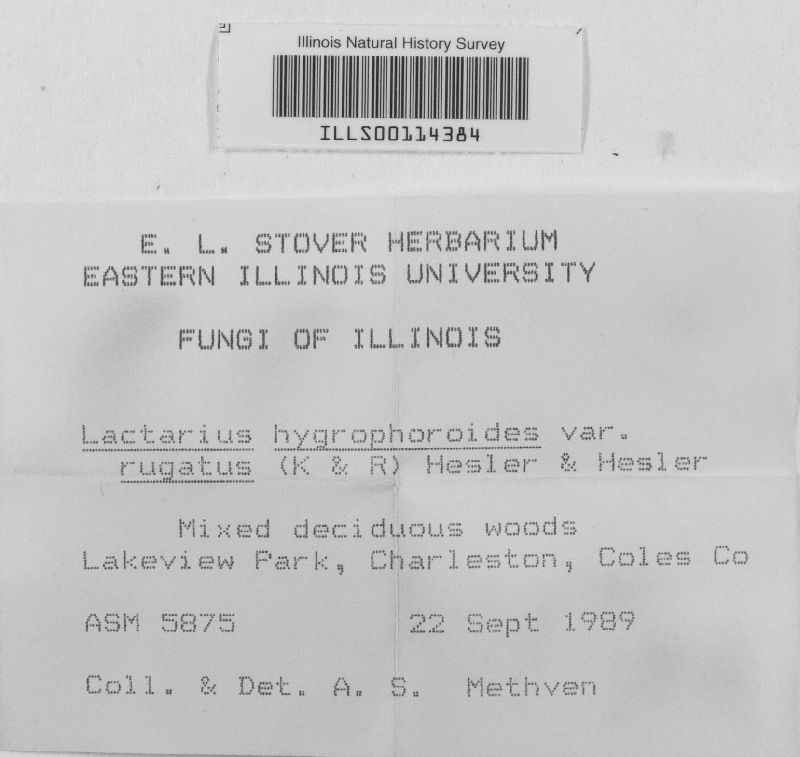 Illinois Natural History Survey
ILLS00114384
E. L. STOVER HERBARIUM
EASTERN ILLINOIS UNIVERSITY
FUNGI OF ILLINOIS
Lactarius hygrophoroides var.
rugatus (K & R) Hesler & Hesler
Mixed deciduous woods
Lakeview Park, Charleston, Coles Co
ASM 5875 22 Sept 1989
Coll. & Det. A. S. Methven